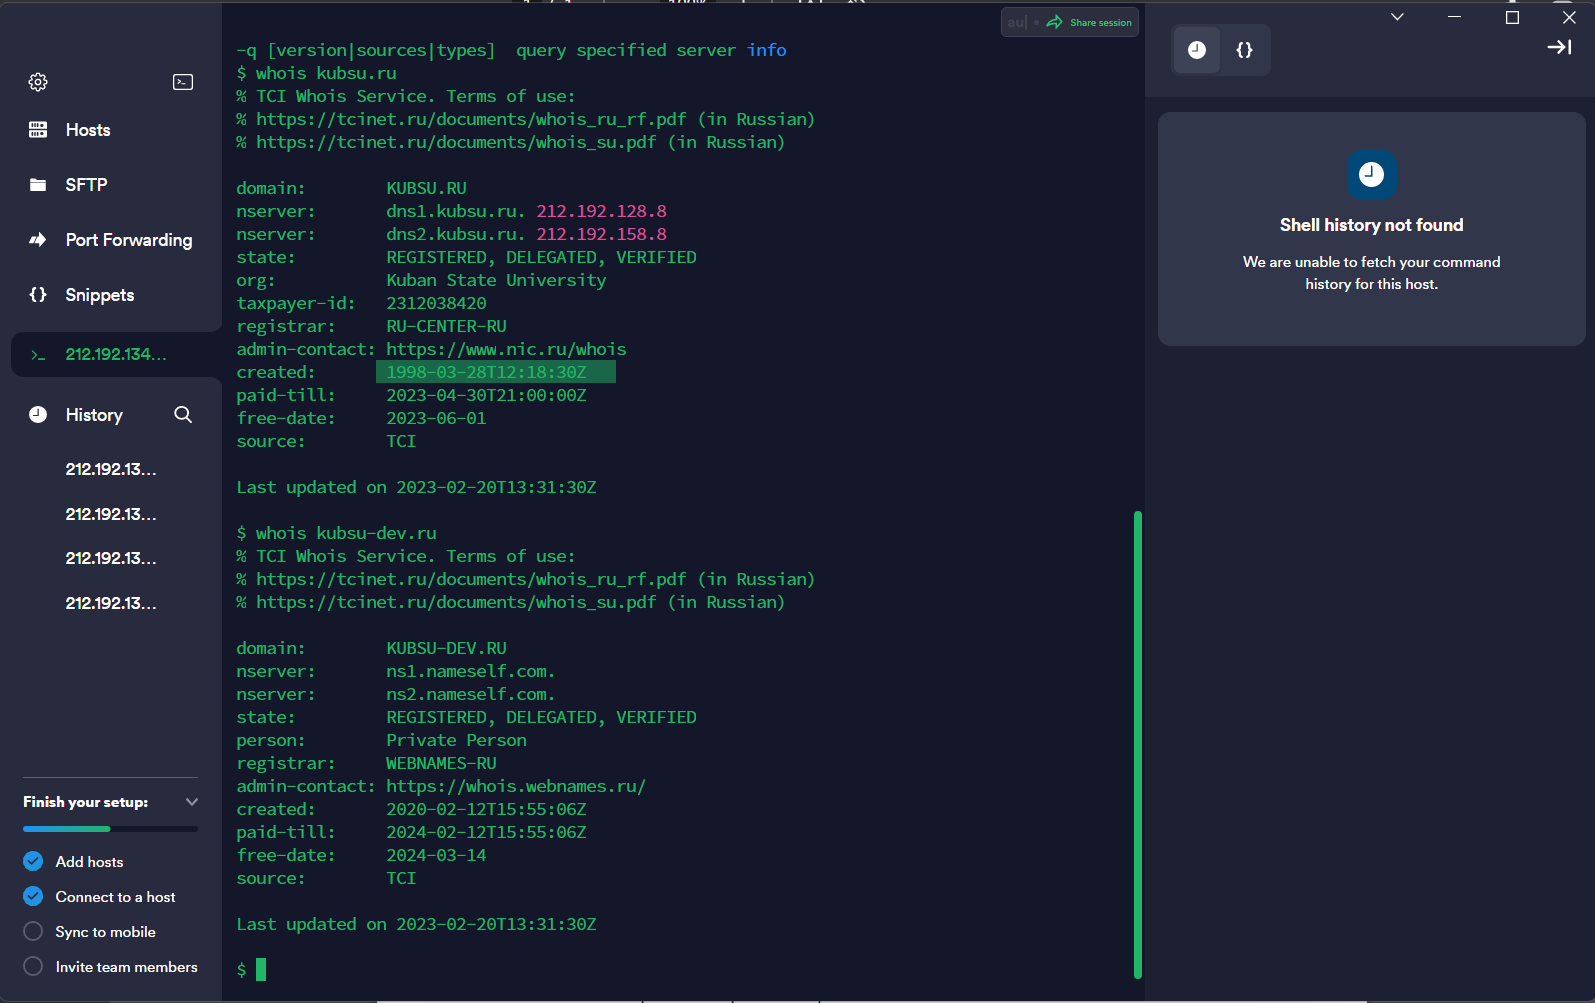 Hosts
SFTP
Port Forwarding
Snippets
212.192.134...
History
212.192.13...
212.192.13...
212.192.13...
212.192.13...
Finish your setup:
Add hosts
Connect to a host
Sync to mobile
Invite team members
-q [version|sources|types]  query specified server info
$ whois kubsu.ru
% TCI Whois Service. Terms of use:
% https://tcinet.ru/documents/whois_ru_rf.pdf (in Russian)
% https://tcinet.ru/documents/whois_su.pdf (in Russian)
domain:        KUBSU.RU
nserver:       dns1.kubsu.ru. 212.192.128.8
nserver:       dns2.kubsu.ru. 212.192.158.8
state:         REGISTERED, DELEGATED, VERIFIED
org:           Kuban State University
taxpayer-id:   2312038420
registrar:     RU-CENTER-RU
admin-contact: https://www.nic.ru/whois
created:       1998-03-28T12:18:30Z
paid-till:     2023-04-30T21:00:00Z
free-date:     2023-06-01
source:        TCI
Last updated on 2023-02-20T13:31:30Z
$ whois kubsu-dev.ru
% TCI Whois Service. Terms of use:
% https://tcinet.ru/documents/whois_ru_rf.pdf (in Russian)
% https://tcinet.ru/documents/whois_su.pdf (in Russian)
domain:        KUBSU-DEV.RU
nserver:       ns1.nameself.com.
nserver:       ns2.nameself.com.
state:         REGISTERED, DELEGATED, VERIFIED
person:        Private Person
registrar:     WEBNAMES-RU
admin-contact: https://whois.webnames.ru/
created:       2020-02-12T15:55:06Z
paid-till:     2024-02-12T15:55:06Z
free-date:     2024-03-14
source:        TCI
Last updated on 2023-02-20T13:31:30Z
$
Share session
{}
Shell history not found
We are unable to fetch your command
history for this host.